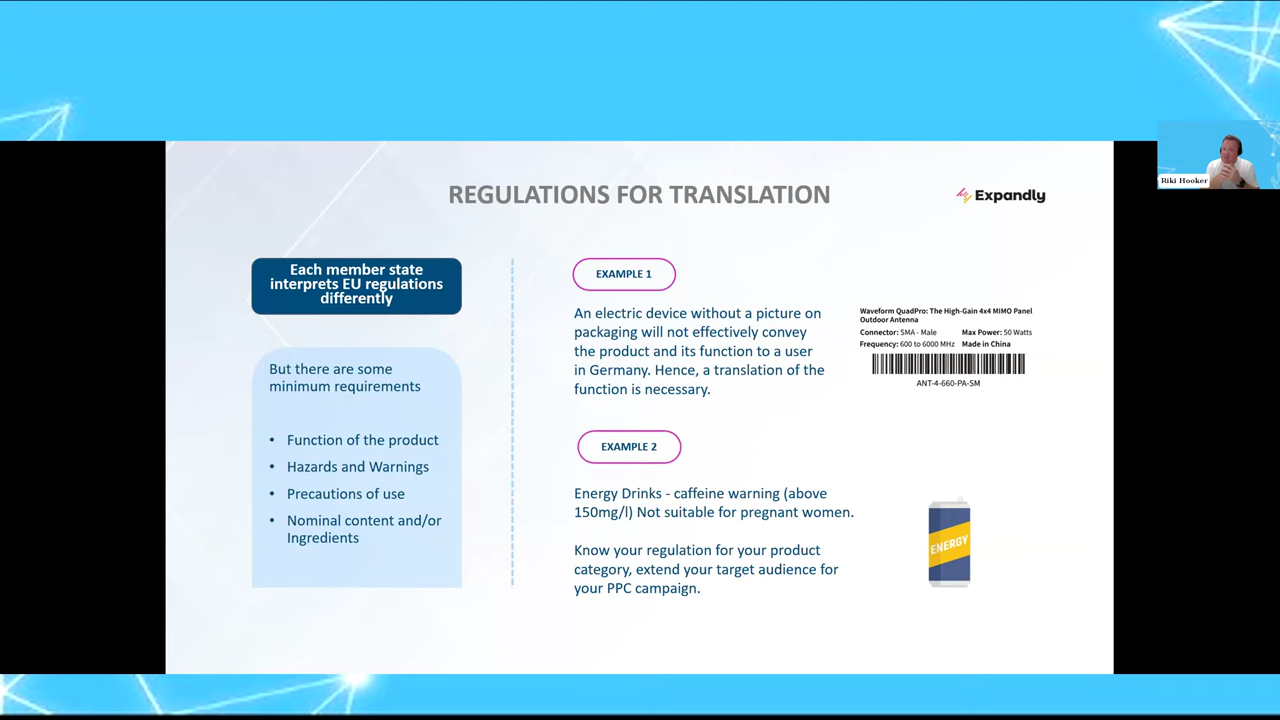 REGULATIONS FOR TRANSLATION
Expandly
Riki Hooker
Each member state
interprets EU regulations
differently
But there are some
minimum requirements
• Function of the product
• Hazards and Warnings
• Precautions of use
• Nominal content and/or
Ingredients
EXAMPLE 1
An electric device without a picture on
packaging will not effectively convey
the product and its function to a user
in Germany. Hence, a translation of the
function is necessary.
Waveform QuadPro: The High-Gain 4x4 MIMO Panel
Outdoor Antenna
Connector: SMA - Male Max Power: 50 Watts
Frequency: 600 to 6000 MHz Made in China
ANT-4-660-PA-SM
EXAMPLE 2
Energy Drinks - caffeine warning (above
150mg/l) Not suitable for pregnant women.
Know your regulation for your product
category, extend your target audience for
your PPC campaign.
ENERGY